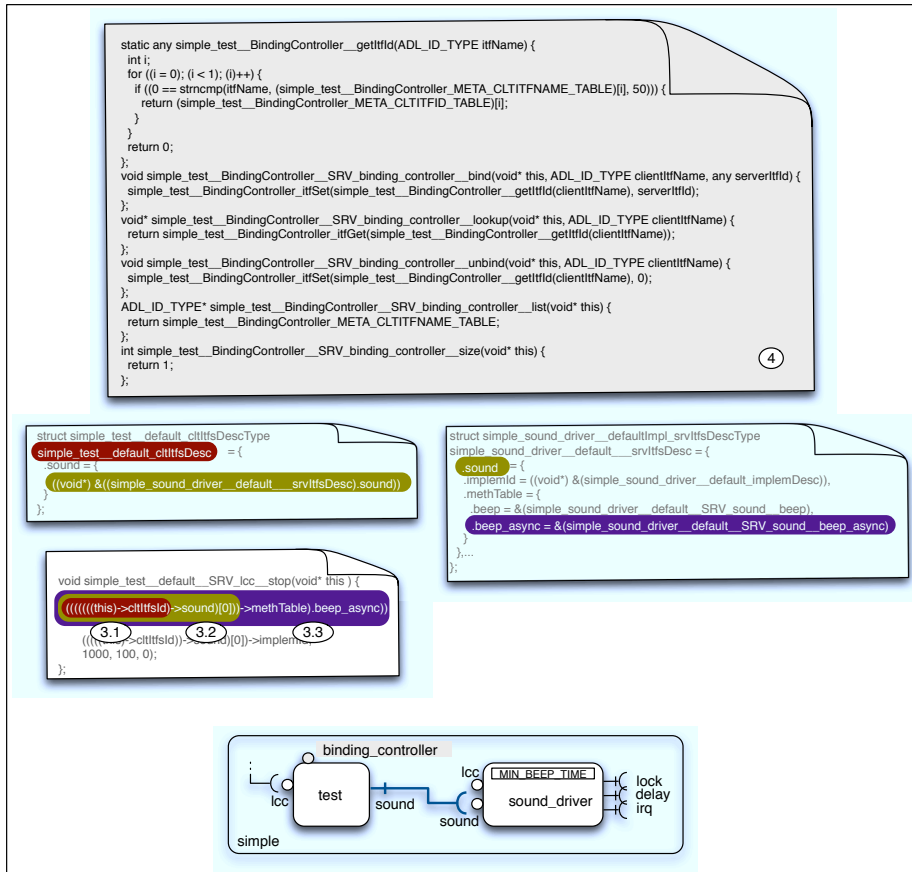 static any simple_test__BindingController__getItfId(ADL_ID_TYPE itfName) {
int i;
for ((i = 0); (i < 1); (i)++) {
if ((0 == strncmp(itfName, (simple_test__BindingController_META_CLTITFNAME_TABLE)[i], 50))) {
return (simple_test__BindingController_META_CLTITFID_TABLE)[i];
}
}
return 0;
};
void simple_test__BindingController__SRV_binding_controller__bind(void* this, ADL_ID_TYPE clientItfName, any serverItfId) {
simple_test__BindingController_itfSet(simple_test__BindingController__getItfId(clientItfName), serverItfId);
};
void* simple_test__BindingController__SRV_binding_controller__lookup(void* this, ADL_ID_TYPE clientItfName) {
return simple_test__BindingController_itfGet(simple_test__BindingController__getItfId(clientItfName));
};
void simple_test__BindingController__SRV_binding_controller__unbind(void* this, ADL_ID_TYPE clientItfName) {
simple_test__BindingController_itfSet(simple_test__BindingController__getItfId(clientItfName), 0);
};
ADL_ID_TYPE* simple_test__BindingController__SRV_binding_controller__list(void* this) {
return simple_test__BindingController_META_CLTITFNAME_TABLE;
};
int simple_test__BindingController__SRV_binding_controller__size(void* this) {
return 1;
};
4
struct simple_test__default_cltItfsDescType
simple_test__default_cltItfsDesc = {
.sound = {
((void*) &((simple_sound_driver__default___srvItfsDesc).sound))
}
};
struct simple_sound_driver__defaultImpl_srvItfsDescType
simple_sound_driver__default___srvItfsDesc = {
.sound = {
.implemId = ((void*) &(simple_sound_driver__default_implemDesc)),
.methTable = {
.beep = &(simple_sound_driver__default__SRV_sound__beep),
.beep_async = &(simple_sound_driver__default__SRV_sound__beep_async)
}
},...
};
void simple_test__default__SRV_lcc__stop(void* this ) {
(((((((this)->cltItfsId)->sound)[0]))->methTable).beep_async))
3.1 3.2 3.3
->cltItfsId))->
)[0])->implemId,
1000, 100, 0);
};
binding_controller
lcc
test
sound
lcc
MIN_BEEP_TIME
sound_driver
sound
lock
delay
irq
simple